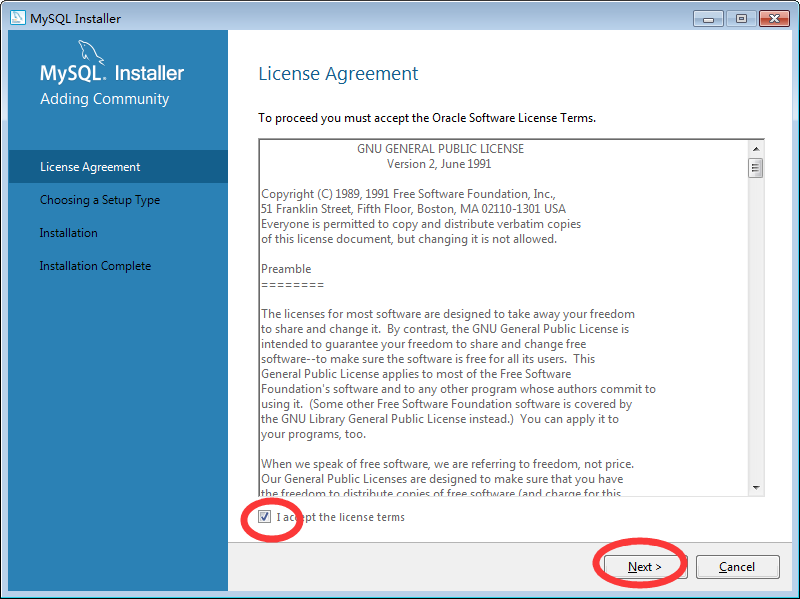 MySQL Installer
MySQL. Installer
Adding Community
License Agreement
Choosing a Setup Type
Installation
Installation Complete
License Agreement
To proceed you must accept the Oracle Software License Terms.
GNU GENERAL PUBLIC LICENSE
Version 2, June 1991
Copyright (C) 1989, 1991 Free Software Foundation, Inc.,
51 Franklin Street, Fifth Floor, Boston, MA 02110-1301 USA
Everyone is permitted to copy and distribute verbatim copies
of this license document, but changing it is not allowed.
Preamble
========
The licenses for most software are designed to take away your freedom
to share and change it.  By contrast, the GNU General Public License is
intended to guarantee your freedom to share and change free
software--to make sure the software is free for all its users.  This
General Public License applies to most of the Free Software
Foundation's software and to any other program whose authors commit to
using it.  (Some other Free Software Foundation software is covered by
the GNU Library General Public License instead.)  You can apply it to
your programs, too.
When we speak of free software, we are referring to freedom, not price.
Our General Public Licenses are designed to make sure that you have
the freedom to distribute copies of free software (and charge for this
I accept the license terms
Next >
Cancel